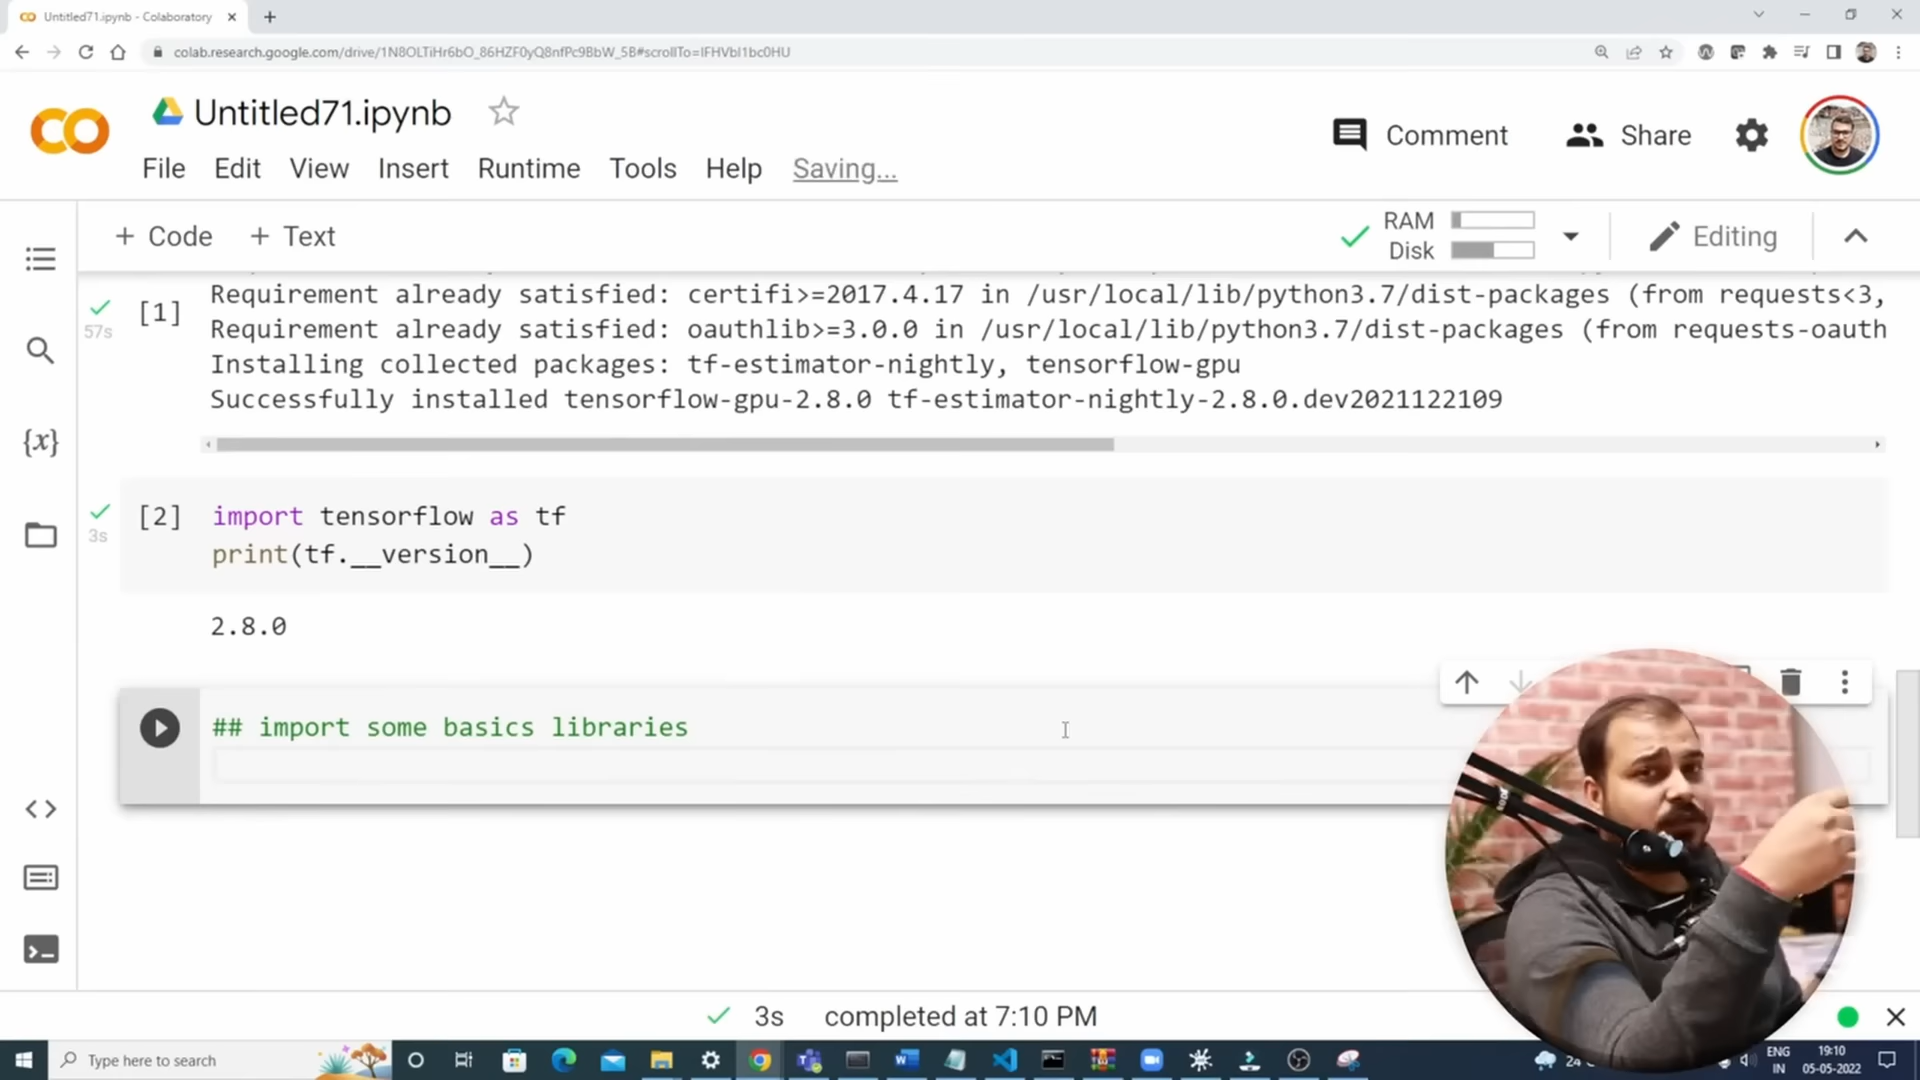 Untitled71.ipynb - Colaboratory
colab.research.google.com/drive/1N8OLTiHr6bO_86HZF0yQ8nfPc9BbW_5B#scrollTo=IFHVbI1bc0HU
Untitled71.ipynb
Comment
Share
File Edit View Insert Runtime Tools Help Saving...
+ Code + Text
RAM
Disk
Editing
[1]
57s
Requirement already satisfied: certifi>=2017.4.17 in /usr/local/lib/python3.7/dist-packages (from requests<3,
Requirement already satisfied: oauthlib>=3.0.0 in /usr/local/lib/python3.7/dist-packages (from requests-oauth
Installing collected packages: tf-estimator-nightly, tensorflow-gpu
Successfully installed tensorflow-gpu-2.8.0 tf-estimator-nightly-2.8.0.dev2021122109
{x}
[2] import tensorflow as tf
3s
print(tf.__version__)
2.8.0
## import some basics libraries
3s completed at 7:10 PM
Type here to search
24
ENG
IN
19:10
05-05-2022